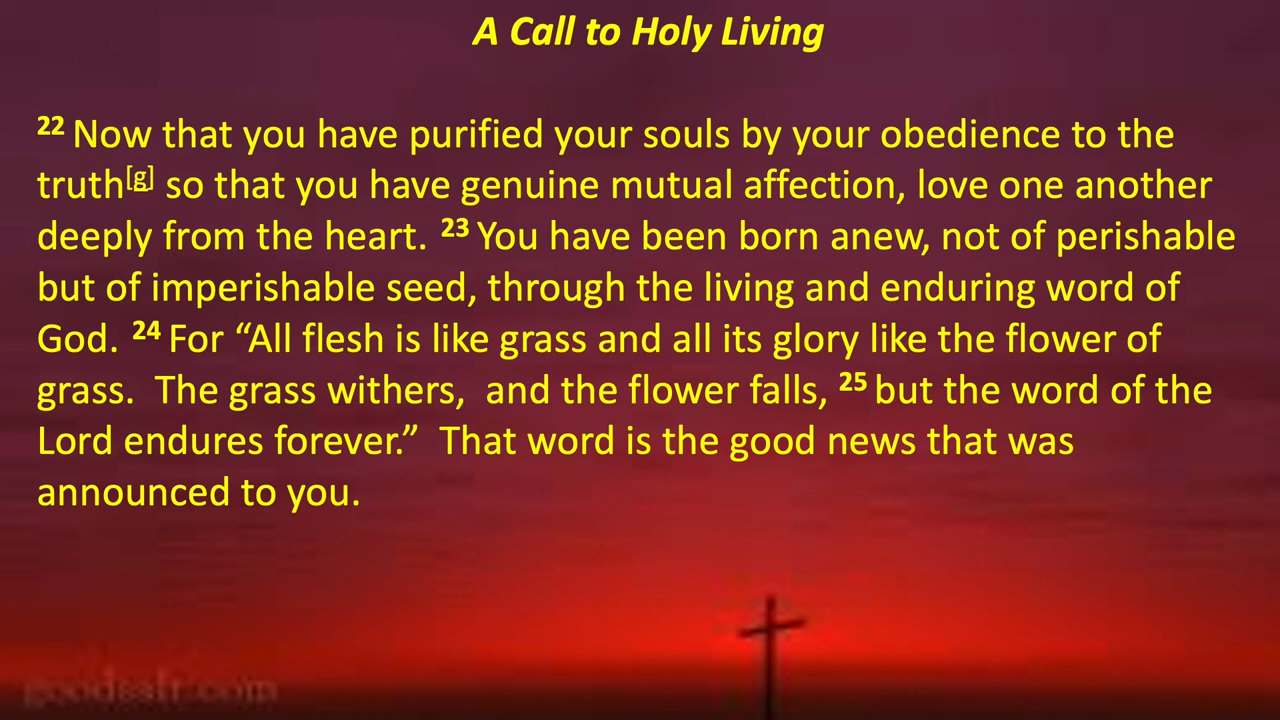 A Call to Holy Living
22 Now that you have purified your souls by your obedience to the
truth[g] so that you have genuine mutual affection, love one another
deeply from the heart. 23 You have been born anew, not of perishable
but of imperishable seed, through the living and enduring word of
God. 24 For “All flesh is like grass and all its glory like the flower of
grass.  The grass withers,  and the flower falls, 25 but the word of the
Lord endures forever.”  That word is the good news that was
announced to you.
goodsalt.com